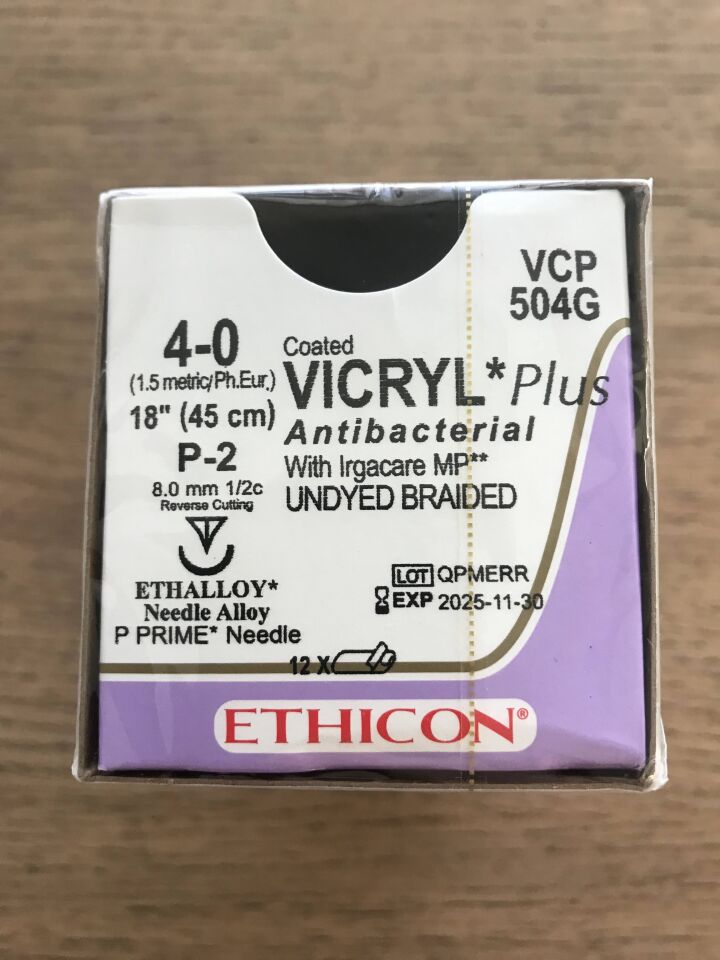 VCP
504G
4-0
(1.5 metric/Ph.Eur.)
18" (45 cm)
P-2
8.0 mm 1/2c
Reverse Cutting
ETHALLOY*
Needle Alloy
P PRIME* Needle
Coated
VICRYL* Plus
Antibacterial
With Irgacare MP**
UNDYED BRAIDED
LOT QPMERR
EXP 2025-11-30
12 X
ETHICON®